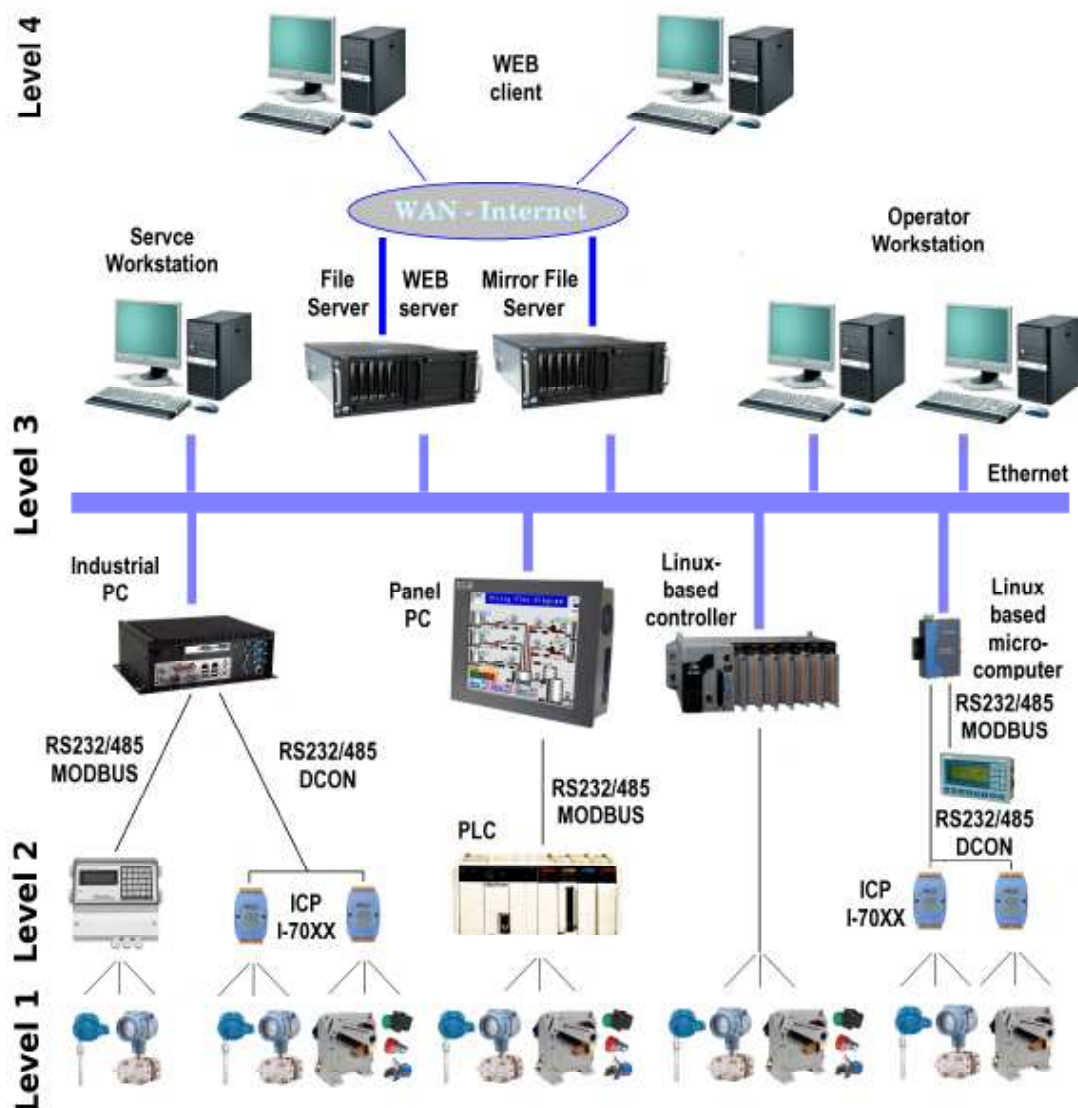 Level 4
WEB
client
WAN - Internet
Servce
Workstation
File
Server
WEB
server
Mirror File
Server
Operator
Workstation
Level 3
Ethernet
Industrial
PC
Panel
PC
Linux-
based
controller
Linux
based
micro-
computer
RS232/485
MODBUS
RS232/485
DCON
RS232/485
MODBUS
RS232/485
MODBUS
RS232/485
DCON
Level 2
PLC
ICP
I-70XX
ICP
I-70XX
Level 1